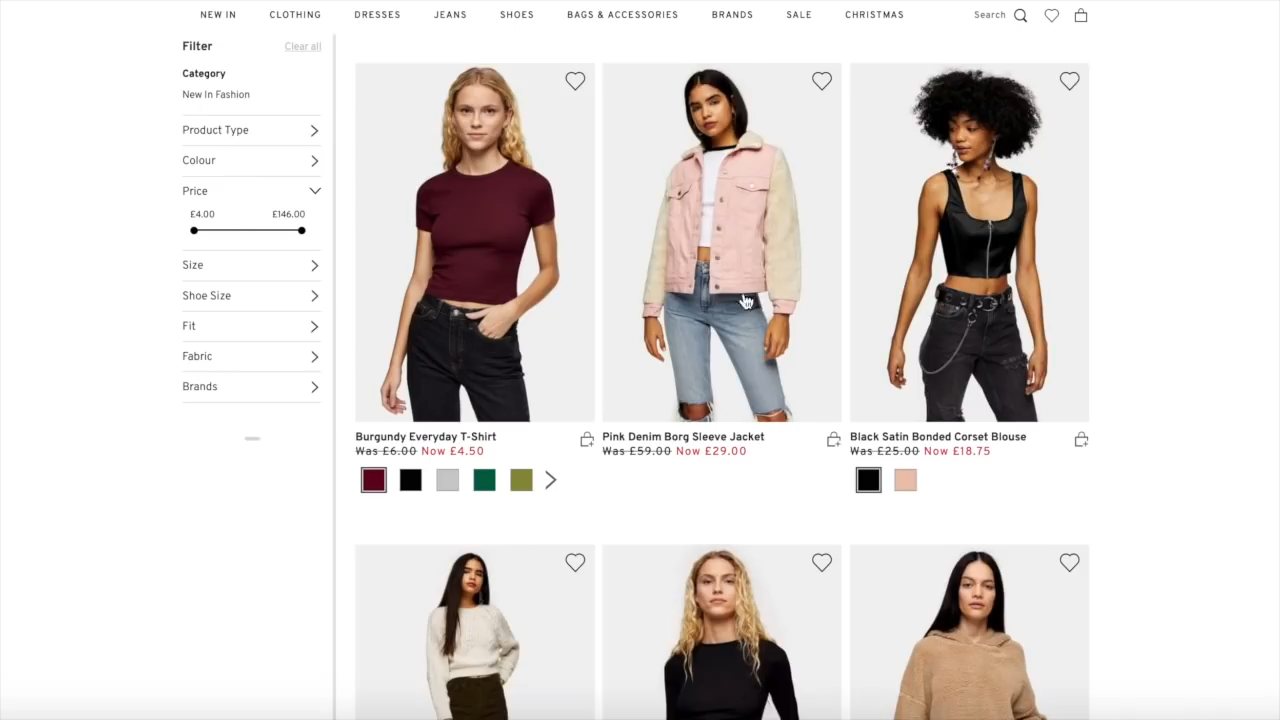 NEW IN CLOTHING DRESSES JEANS SHOES BAGS & ACCESSORIES BRANDS SALE CHRISTMAS Search
Filter Clear all
Category
New In Fashion
Product Type
Colour
Price
£4.00 £146.00
Size
Shoe Size
Fit
Fabric
Brands
Burgundy Everyday T-Shirt
Was £6.00 Now £4.50
Pink Denim Borg Sleeve Jacket
Was £59.00 Now £29.00
Black Satin Bonded Corset Blouse
Was £25.00 Now £18.75